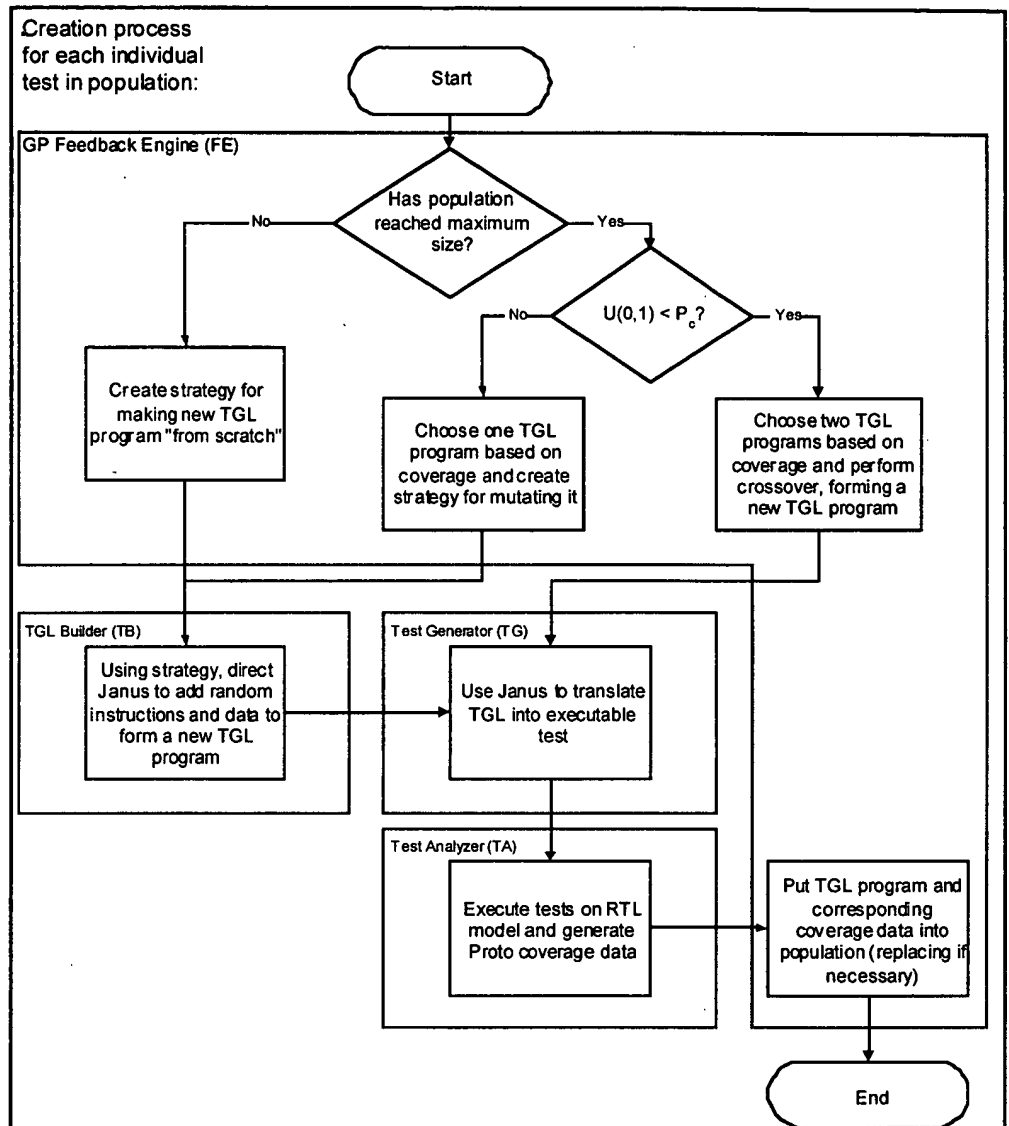 Creation process
for each individual
test in population:
Start
GP Feedback Engine (FE)
Has population
reached maximum
size?
No
Yes
U(0,1) < Pc?
No
Yes
Create strategy for
making new TGL
program "from scratch"
Choose one TGL
program based on
coverage and create
strategy for mutating it
Choose two TGL
programs based on
coverage and perform
crossover, forming a
new TGL program
TGL Builder (TB)
Using strategy, direct
Janus to add random
instructions and data to
form a new TGL
program
Test Generator (TG)
Use Janus to translate
TGL into executable
test
Test Analyzer (TA)
Execute tests on RTL
model and generate
Proto coverage data
Put TGL program and
corresponding
coverage data into
population (replacing if
necessary)
End